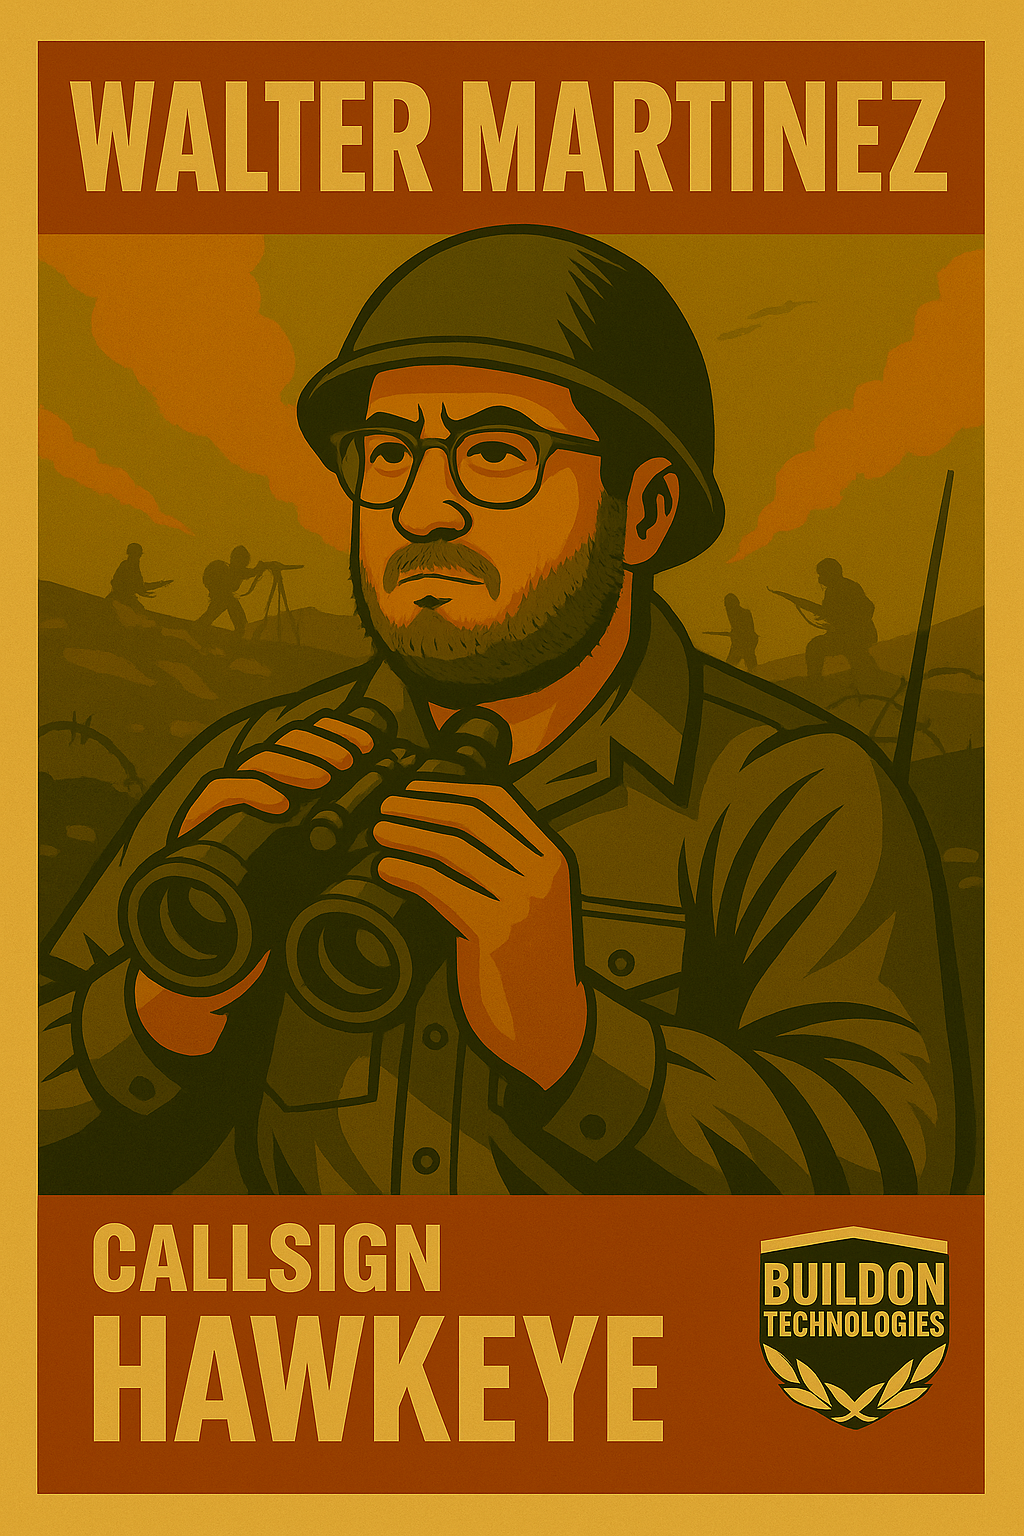 WALTER MARTINEZ
CALLSIGN
HAWKEYE
BUILDON
TECHNOLOGIES